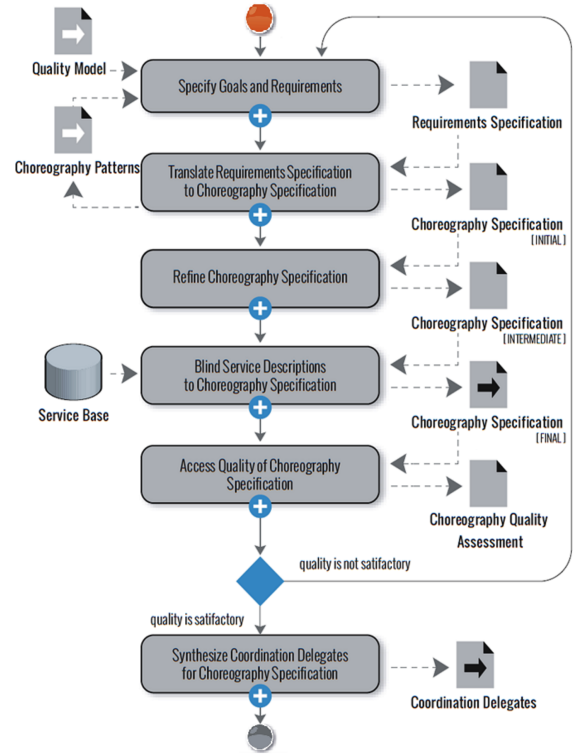 Quality Model
Specify Goals and Requirements
Requirements Specification
Choreography Patterns
Translate Requirements Specification
to Choreography Specification
Choreography Specification
[INITIAL]
Refine Choreography Specification
Choreography Specification
[INTERMEDIATE]
Blind Service Descriptions
to Choreography Specification
Service Base
Choreography Specification
[FINAL]
Access Quality of Choreography
Specification
Choreography Quality
Assessment
quality is not satifactory
quality is satifactory
Synthesize Coordination Delegates
for Choreography Specification
Coordination Delegates